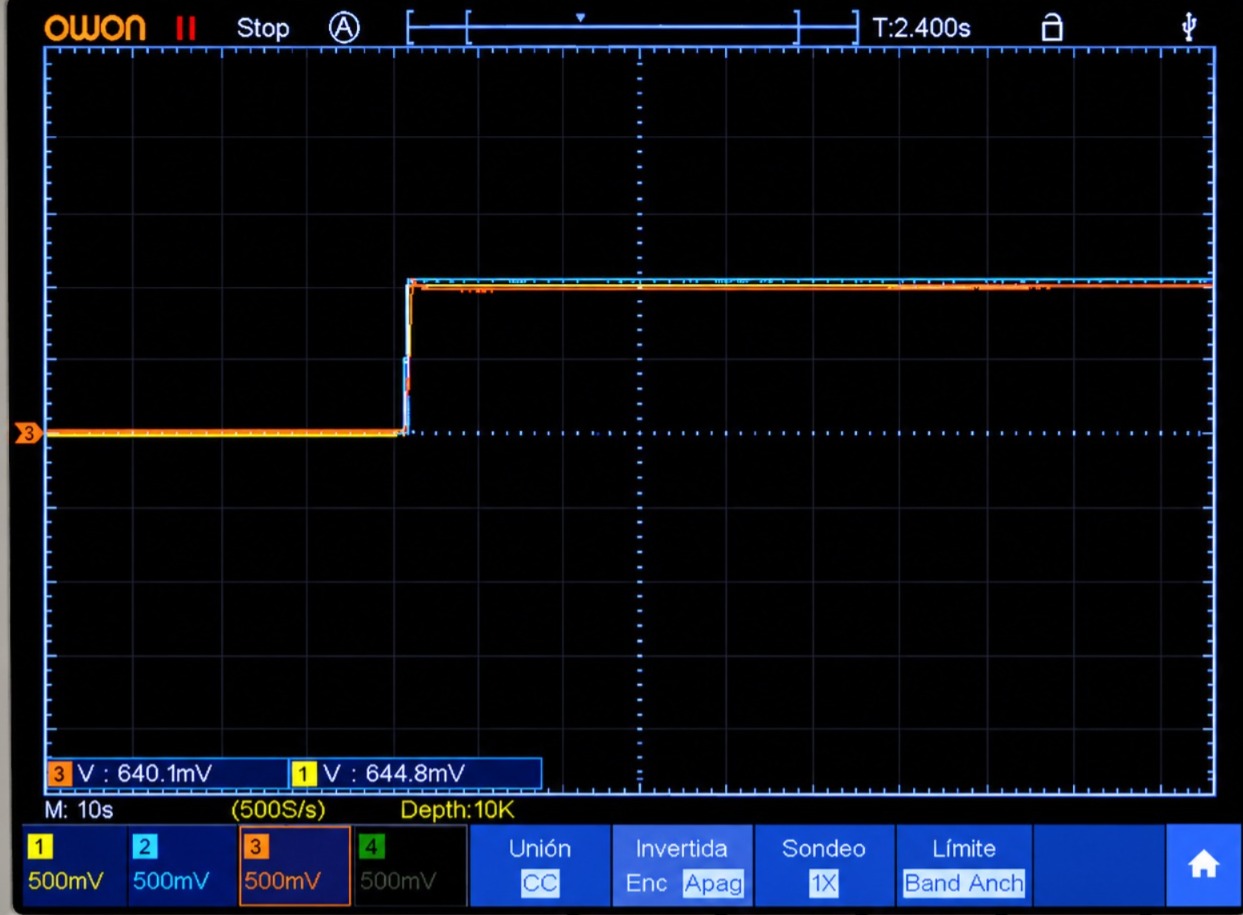 OWON Stop A T:2.400s
3
3 V : 640.1mV 1 V : 644.8mV
M: 10s (500S/s) Depth:10K
1 2 3 4 Unión Invertida Sondeo Límite
500mV 500mV 500mV 500mV CC Enc Apag 1X Band Anch